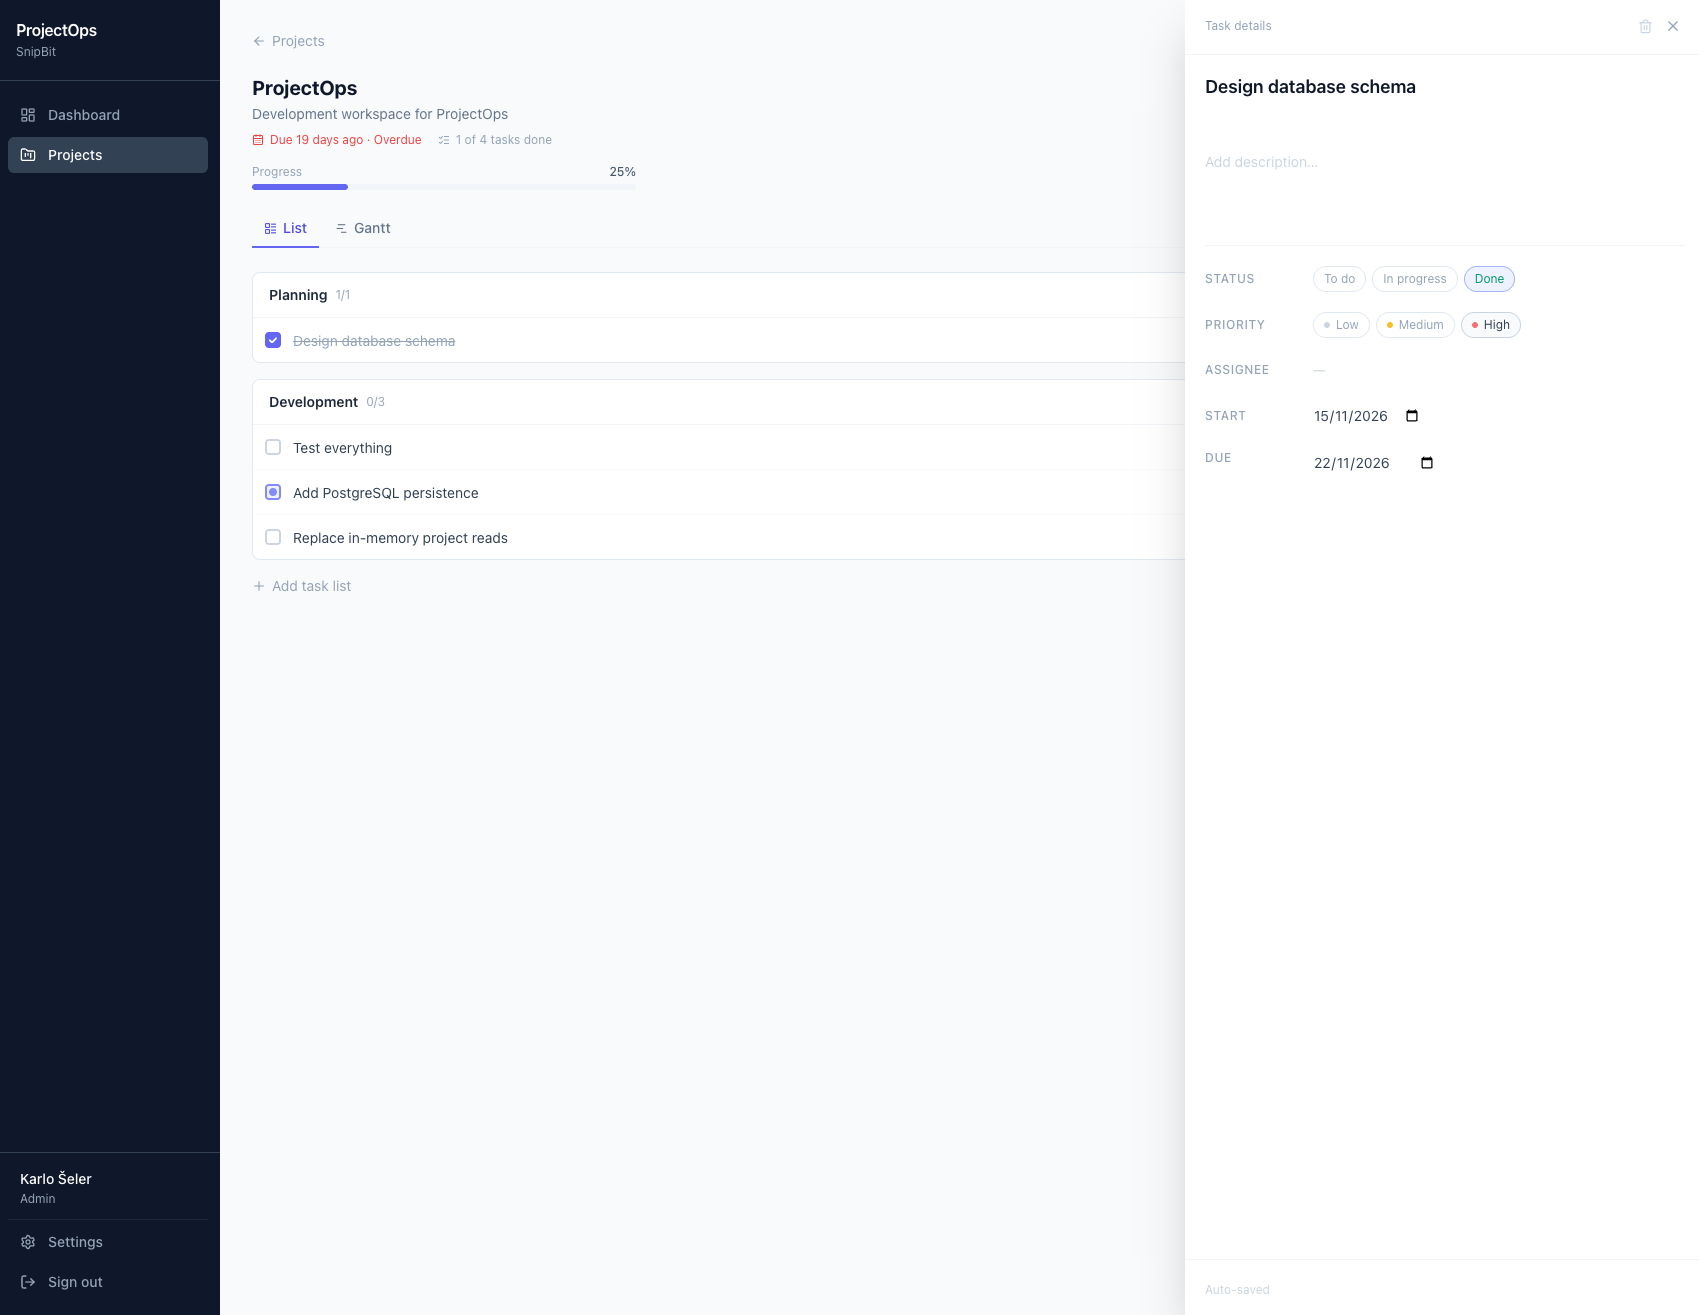 ProjectOps
SnipBit
Dashboard
Projects
Karlo Šeler
Admin
Settings
Sign out
Projects
ProjectOps
Development workspace for ProjectOps
Due 19 days ago · Overdue 1 of 4 tasks done
Progress 25%
List Gantt
Planning 1/1
Design database schema
Development 0/3
Test everything
Add PostgreSQL persistence
Replace in-memory project reads
Add task list
Task details
Design database schema
Add description...
STATUS To do In progress Done
PRIORITY Low Medium High
ASSIGNEE —
START 15/11/2026
DUE 22/11/2026
Auto-saved